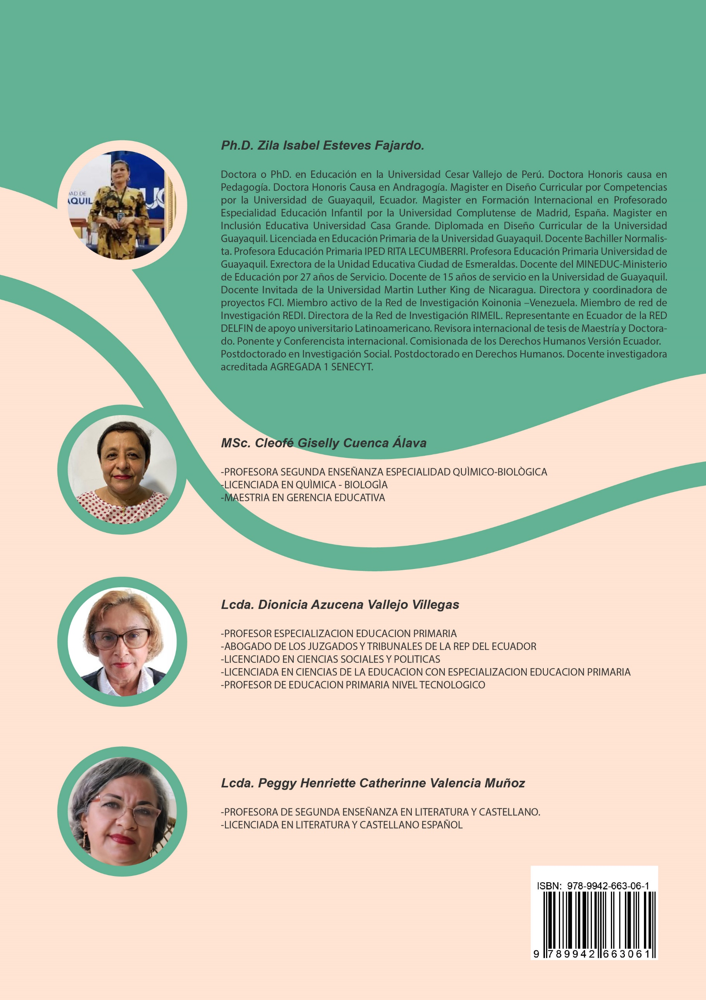 Ph.D. Zila Isabel Esteves Fajardo.
AD DE
AQUIL
Doctora o PhD. en Educación en la Universidad Cesar Vallejo de Perú. Doctora Honoris causa en
Pedagogía. Doctora Honoris Causa en Andragogía. Magister en Diseño Curricular por Competencias
por la Universidad de Guayaquil, Ecuador. Magister en Formación Internacional en Profesorado
Especialidad Educación Infantil por la Universidad Complutense de Madrid, España. Magister en
Inclusión Educativa Universidad Casa Grande. Diplomada en Diseño Curricular de la Universidad
Guayaquil. Licenciada en Educación Primaria de la Universidad Guayaquil. Docente Bachiller Normalis-
ta. Profesora Educación Primaria IPED RITA LECUMBERRI. Profesora Educación Primaria Universidad de
Guayaquil. Exrectora de la Unidad Educativa Ciudad de Esmeraldas. Docente del MINEDUC-Ministerio
de Educación por 27 años de Servicio. Docente de 15 años de servicio en la Universidad de Guayaquil.
Docente Invitada de la Universidad Martin Luther King de Nicaragua. Directora y coordinadora de
proyectos FCI. Miembro activo de la Red de Investigación Koinonia –Venezuela. Miembro de red de
Investigación REDI. Directora de la Red de Investigación RIMEIL. Representante en Ecuador de la RED
DELFIN de apoyo universitario Latinoamericano. Revisora internacional de tesis de Maestría y Doctora-
do. Ponente y Conferencista internacional. Comisionada de los Derechos Humanos Versión Ecuador.
Postdoctorado en Investigación Social. Postdoctorado en Derechos Humanos. Docente investigadora
acreditada AGREGADA 1 SENECYT.
MSc. Cleofé Giselly Cuenca Álava
-PROFESORA SEGUNDA ENSEÑANZA ESPECIALIDAD QUÌMICO-BIOLÒGICA
-LICENCIADA EN QUÌMICA - BIOLOGÌA
-MAESTRIA EN GERENCIA EDUCATIVA
Lcda. Dionicia Azucena Vallejo Villegas
-PROFESOR ESPECIALIZACION EDUCACION PRIMARIA
-ABOGADO DE LOS JUZGADOS Y TRIBUNALES DE LA REP DEL ECUADOR
-LICENCIADO EN CIENCIAS SOCIALES Y POLITICAS
-LICENCIADA EN CIENCIAS DE LA EDUCACION CON ESPECIALIZACION EDUCACION PRIMARIA
-PROFESOR DE EDUCACION PRIMARIA NIVEL TECNOLOGICO
Lcda. Peggy Henriette Catherinne Valencia Muñoz
-PROFESORA DE SEGUNDA ENSEÑANZA EN LITERATURA Y CASTELLANO.
-LICENCIADA EN LITERATURA Y CASTELLANO ESPAÑOL
ISBN: 978-9942-663-06-1
9 789942 663061